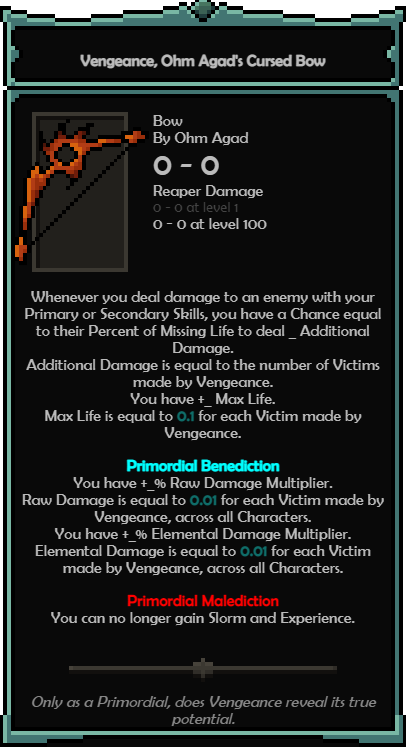 Vengeance, Ohm Agad's Cursed Bow
Bow
By Ohm Agad
0 - 0
Reaper Damage
0 - 0 at level 1
0 - 0 at level 100
Whenever you deal damage to an enemy with your
Primary or Secondary Skills, you have a Chance equal
to their Percent of Missing Life to deal _ Additional
Damage.
Additional Damage is equal to the number of Victims
made by Vengeance.
You have +_ Max Life.
Max Life is equal to 0.1 for each Victim made by
Vengeance.
Primordial Benediction
You have +_% Raw Damage Multiplier.
Raw Damage is equal to 0.01 for each Victim made by
Vengeance, across all Characters.
You have +_% Elemental Damage Multiplier.
Elemental Damage is equal to 0.01 for each Victim
made by Vengeance, across all Characters.
Primordial Malediction
You can no longer gain Slorm and Experience.
Only as a Primordial, does Vengeance reveal its true
potential.